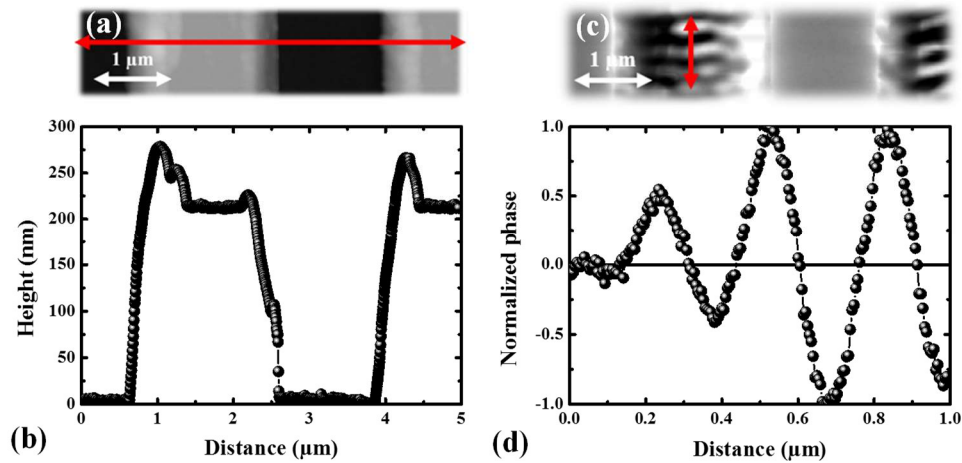 (a)
1 µm
(c)
1 µm
300
250
200
150
100
50
0
Height (nm)
0
1
2
3
4
5
Distance (µm)
(b)
1.0
0.5
0.0
-0.5
-1.0
Normalized phase
0.0
0.2
0.4
0.6
0.8
1.0
Distance (µm)
(d)